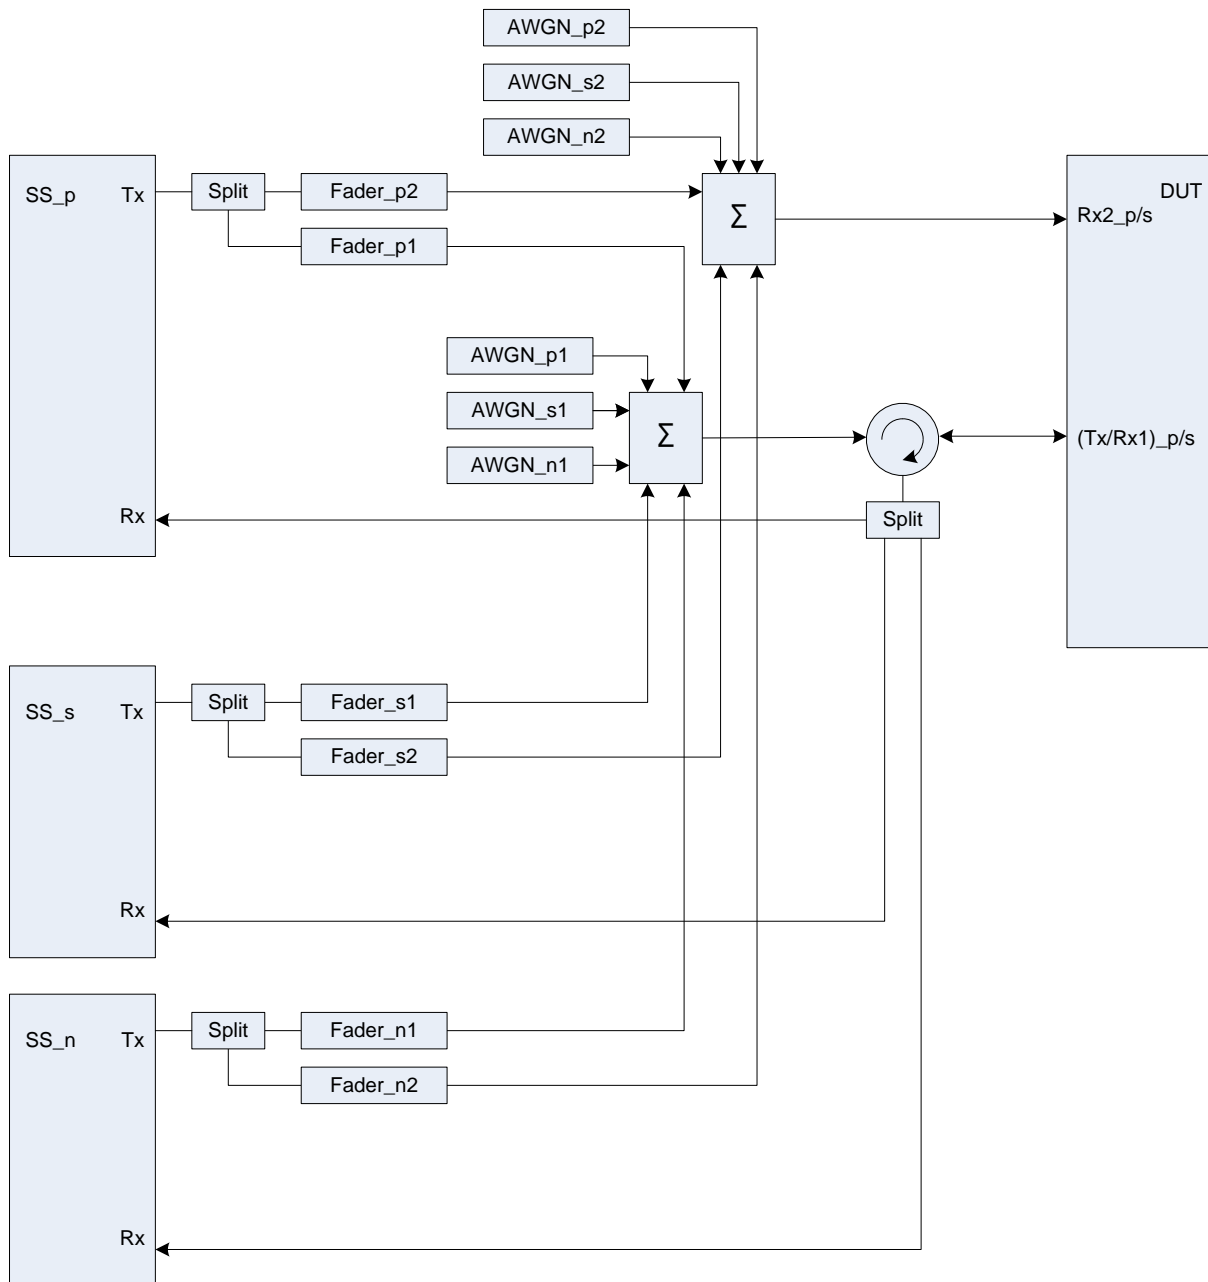 AWGN_p2
AWGN_s2
AWGN_n2
SS_p
Tx
Split
Fader_p2
Σ
DUT
Rx2_p/s
Fader_p1
AWGN_p1
AWGN_s1
Σ
(Tx/Rx1)_p/s
AWGN_n1
Rx
Split
SS_s
Tx
Split
Fader_s1
Fader_s2
Rx
SS_n
Tx
Split
Fader_n1
Fader_n2
Rx